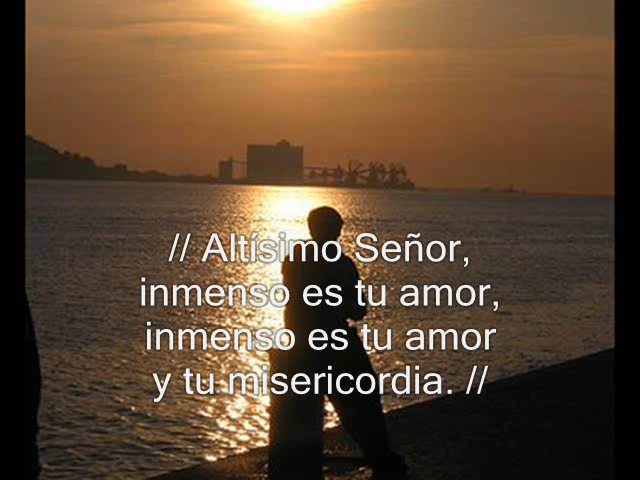 // Altísimo Señor,
inmenso es tu amor,
inmenso es tu amor
y tu misericordia. //